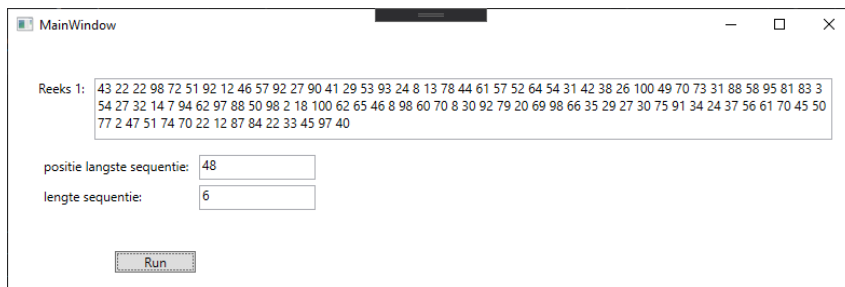 MainWindow
Reeks 1: 43 22 22 98 72 51 92 12 46 57 92 27 90 41 29 53 93 24 8 13 78 44 61 57 52 64 54 31 42 38 26 100 49 70 73 31 88 58 95 81 83 3
54 27 32 14 7 94 62 97 88 50 98 2 18 100 62 65 46 8 98 60 70 8 30 92 79 20 69 98 66 35 29 27 30 75 91 34 24 37 56 61 70 45 50
77 2 47 51 74 70 22 12 87 84 22 33 45 97 40
positie langste sequentie: 48
lengte sequentie: 6
Run